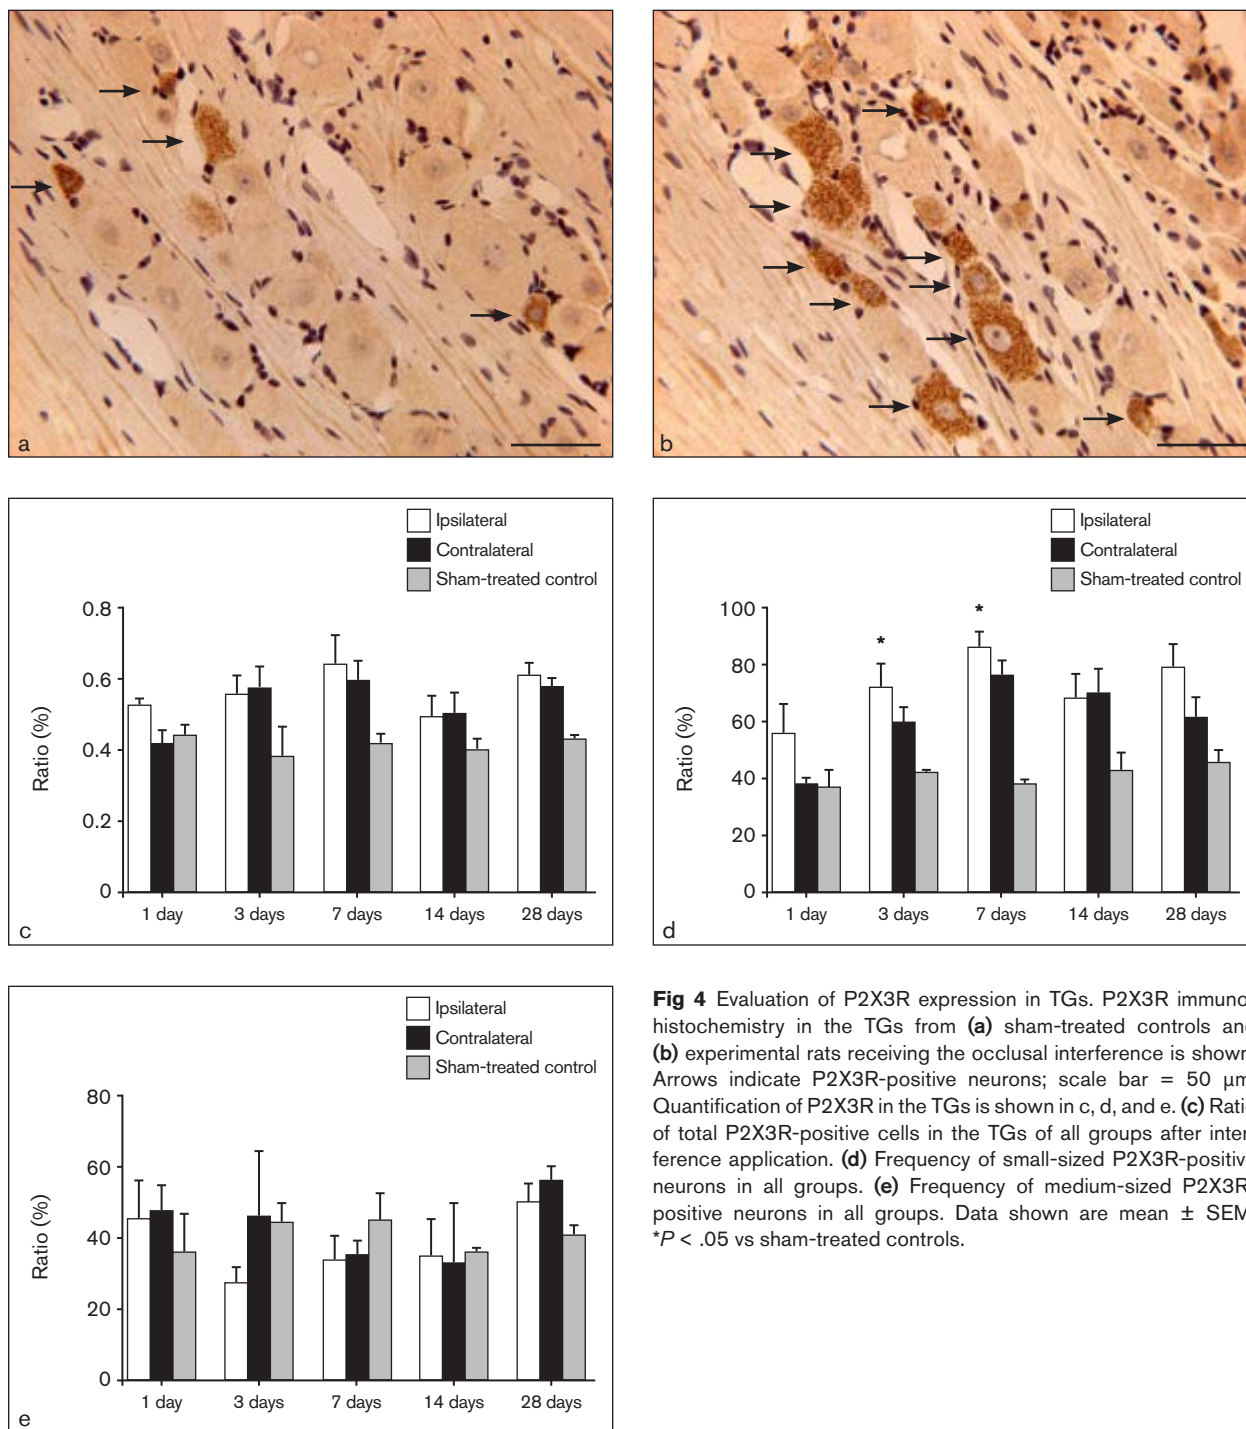 a
b
Ipsilateral
Contralateral
Sham-treated control
0.8
0.6
0.4
0.2
0
Ratio (%)
1 day 3 days 7 days 14 days 28 days
c
Ipsilateral
Contralateral
Sham-treated control
100
80
60
40
20
0
Ratio (%)
* *
1 day 3 days 7 days 14 days 28 days
d
Ipsilateral
Contralateral
Sham-treated control
80
60
40
20
0
Ratio (%)
1 day 3 days 7 days 14 days 28 days
e
Fig 4 Evaluation of P2X3R expression in TGs. P2X3R immuno
histochemistry in the TGs from (a) sham-treated controls and
(b) experimental rats receiving the occlusal interference is shown
Arrows indicate P2X3R-positive neurons; scale bar = 50 µm
Quantification of P2X3R in the TGs is shown in c, d, and e. (c) Rati
of total P2X3R-positive cells in the TGs of all groups after inter
ference application. (d) Frequency of small-sized P2X3R-positiv
neurons in all groups. (e) Frequency of medium-sized P2X3R
positive neurons in all groups. Data shown are mean ± SEM
*P < .05 vs sham-treated controls.